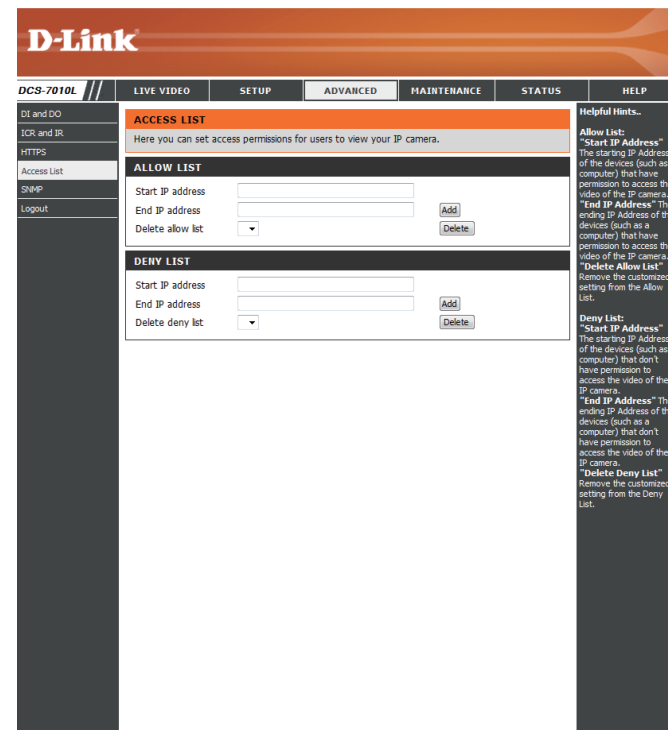 D-Link
DCS-7010L
LIVE VIDEO
SETUP
ADVANCED
MAINTENANCE
STATUS
HELP
DI and DO
ICR and IR
HTTPS
Access List
SNMP
Logout
ACCESS LIST
Here you can set access permissions for users to view your IP camera.
ALLOW LIST
Start IP address
End IP address
Add
Delete allow list
Delete
DENY LIST
Start IP address
End IP address
Add
Delete deny list
Delete
Helpful Hints..
Allow List:
"Start IP Address"
The starting IP Address
of the devices (such as
computer) that have
permission to access th
video of the IP camera.
"End IP Address" Th
ending IP Address of th
devices (such as a
computer) that have
permission to access th
video of the IP camera.
"Delete Allow List"
Remove the customized
setting from the Allow
List.
Deny List:
"Start IP Address"
The starting IP Address
of the devices (such as
computer) that don't
have permission to
access the video of the
IP camera.
"End IP Address" Th
ending IP Address of th
devices (such as a
computer) that don't
have permission to
access the video of the
IP camera.
"Delete Deny List"
Remove the customized
setting from the Deny
List.